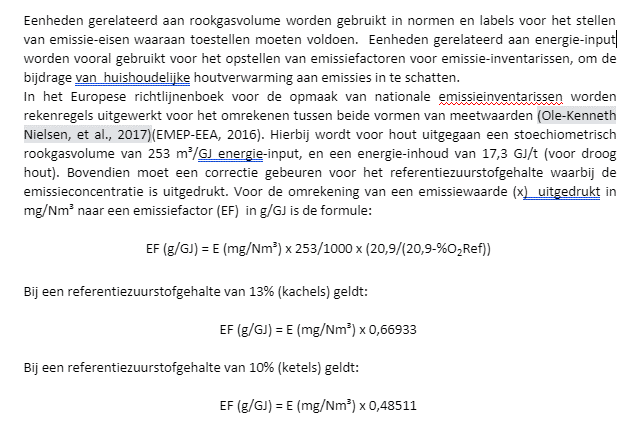 Eenheden gerelateerd aan rookgasvolume worden gebruikt in normen en labels voor het stellen
van emissie-eisen waaraan toestellen moeten voldoen.  Eenheden gerelateerd aan energie-input
worden vooral gebruikt voor het opstellen van emissiefactoren voor emissie-inventarissen, om de
bijdrage van  huishoudelijke houtverwarming aan emissies in te schatten.
In het Europese richtlijnenboek voor de opmaak van nationale emissieinventarissen worden
rekenregels uitgewerkt voor het omrekenen tussen beide vormen van meetwaarden (Ole-Kenneth
Nielsen, et al., 2017)(EMEP-EEA, 2016). Hierbij wordt voor hout uitgegaan een stoechiometrisch
rookgasvolume van 253 m³/GJ energie-input, en een energie-inhoud van 17,3 GJ/t (voor droog
hout). Bovendien moet een correctie gebeuren voor het referentiezuurstofgehalte waarbij de
emissieconcentratie is uitgedrukt. Voor de omrekening van een emissiewaarde (x)  uitgedrukt in
mg/Nm³ naar een emissiefactor (EF)  in g/GJ is de formule:
EF (g/GJ) = E (mg/Nm³) x 253/1000 x (20,9/(20,9-%O₂Ref))
Bij een referentiezuurstofgehalte van 13% (kachels) geldt:
EF (g/GJ) = E (mg/Nm³) x 0,66933
Bij een referentiezuurstofgehalte van 10% (ketels) geldt:
EF (g/GJ) = E (mg/Nm³) x 0,48511